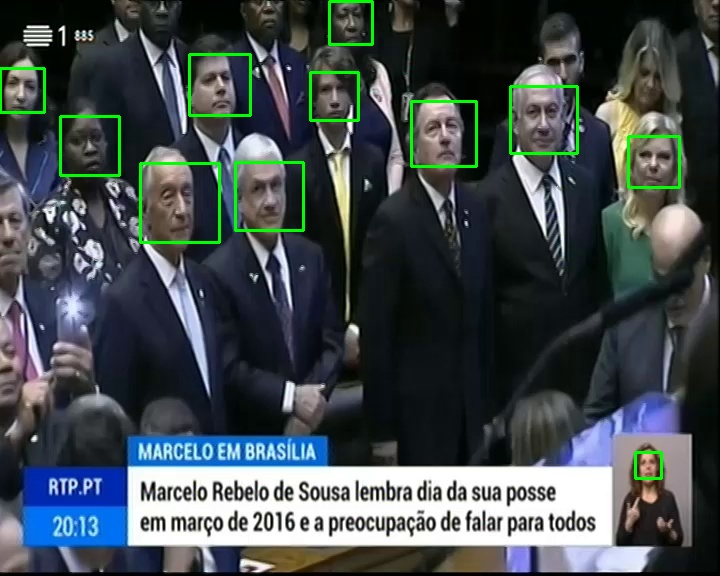 1 885
MARCELO EM BRASÍLIA
RTP.PT
Marcelo Rebelo de Sousa lembra dia da sua posse
20:13
em março de 2016 e a preocupação de falar para todos